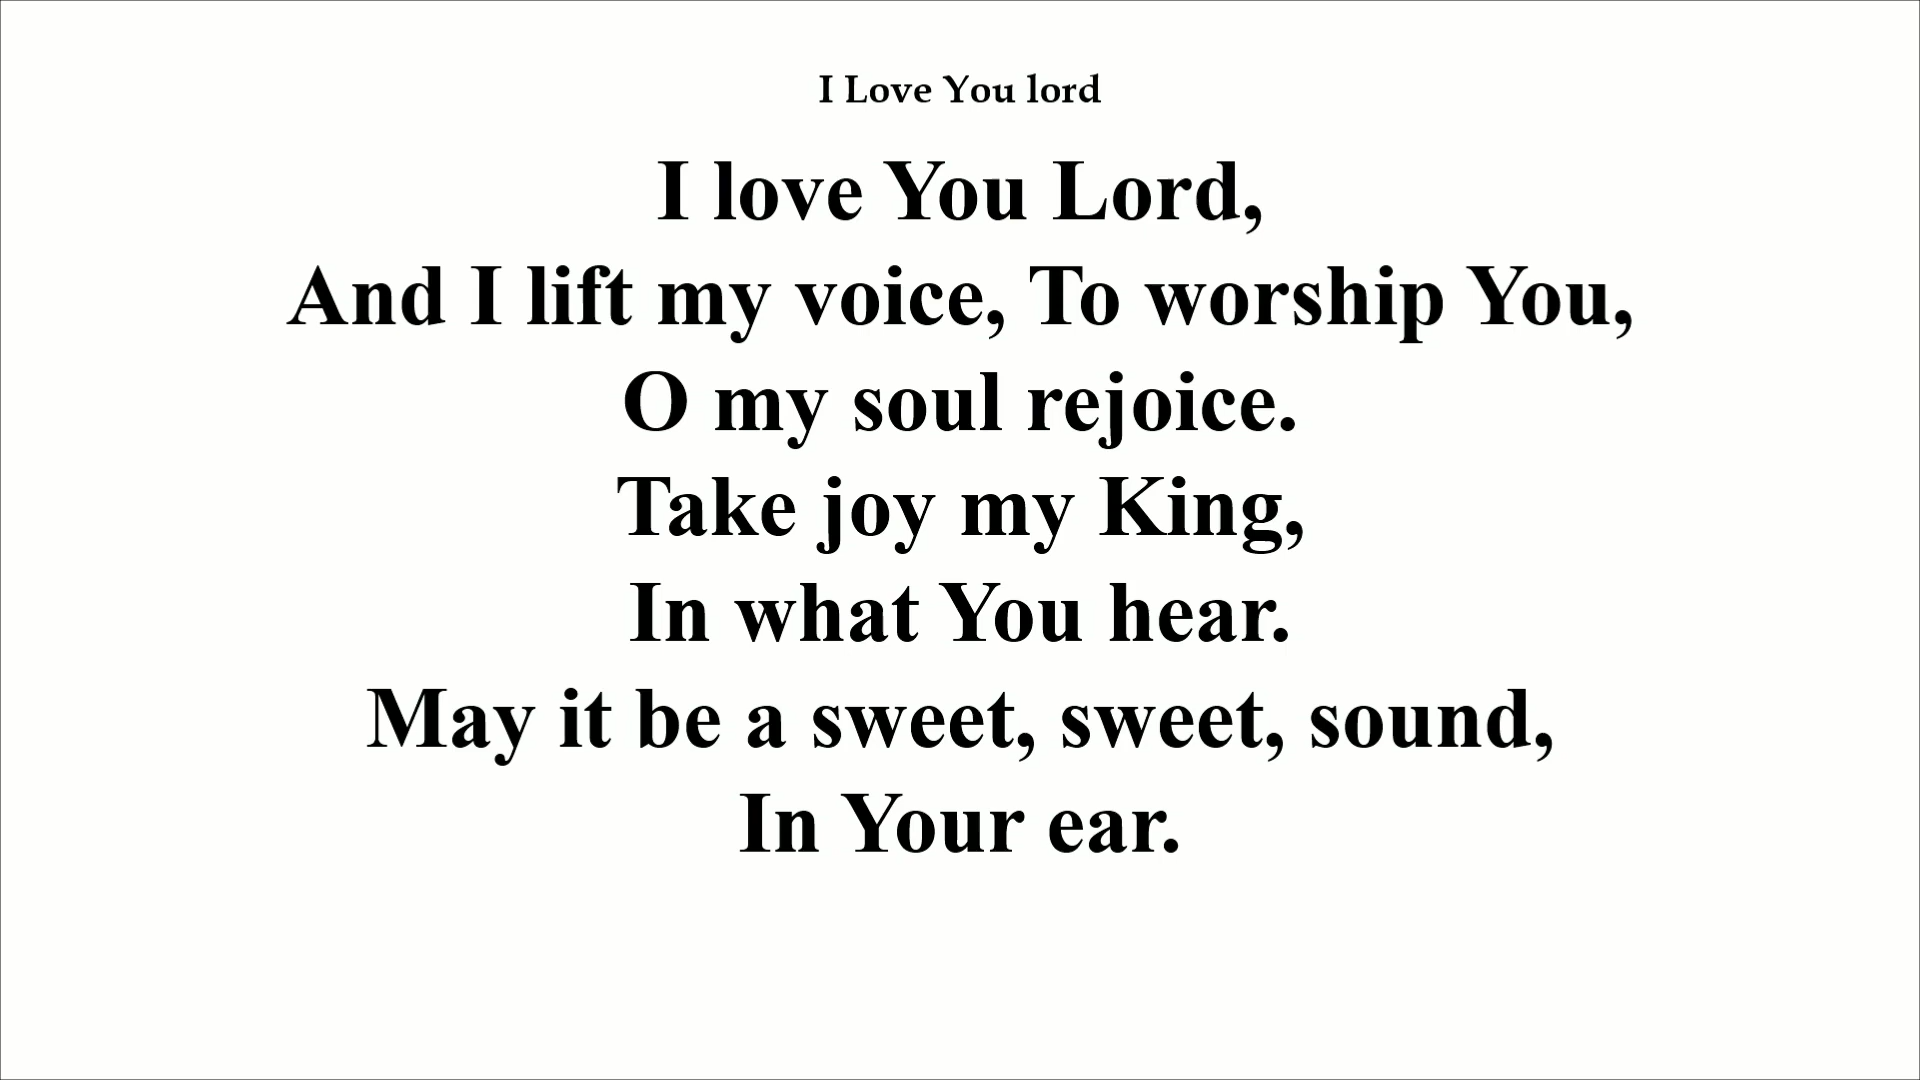 I Love You lord
I love You Lord,
And I lift my voice, To worship You,
O my soul rejoice.
Take joy my King,
In what You hear.
May it be a sweet, sweet, sound,
In Your ear.